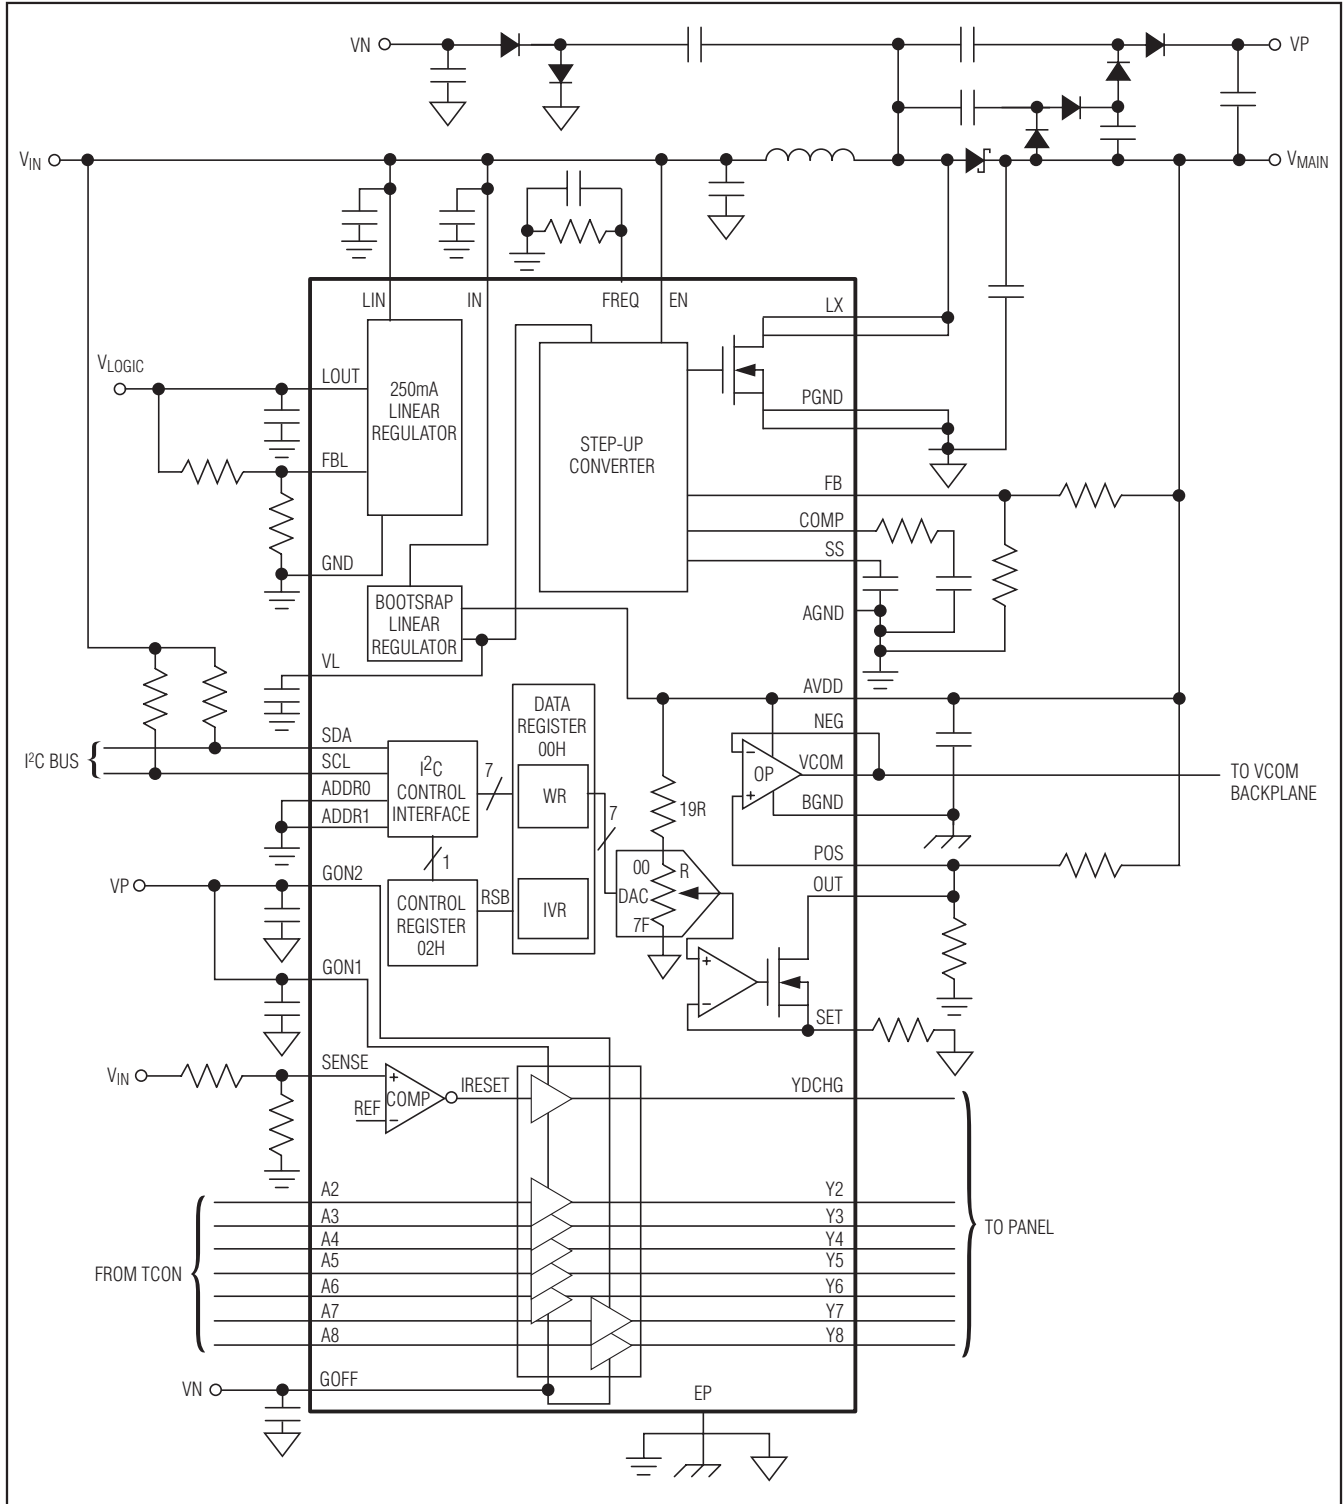 VN
VP
VIN
VMAIN
LIN
IN
FREQ
EN
LX
VLOGIC
LOUT
250mA
LINEAR
REGULATOR
PGND
STEP-UP
CONVERTER
FBL
FB
COMP
SS
GND
BOOTSRAP
LINEAR
REGULATOR
AGND
VL
AVDD
DATA
REGISTER
00H
NEG
SDA
I²C BUS {
SCL
I2C
CONTROL
INTERFACE
7
WR
OP
−
+
VCOM
TO VCOM
BACKPLANE
ADDR0
ADDR1
7
19R
BGND
1
POS
GON2
VP
00
R
DAC
7F
OUT
CONTROL
REGISTER
02H
RSB
IVR
GON1
+
−
SET
VIN
SENSE
+
COMP
REF
−
IRESET
YDCHG
A2
Y2
A3
Y3
A4
Y4
A5
Y5
A6
Y6
A7
Y7
A8
Y8
FROM TCON
TO PANEL
VN
GOFF
EP